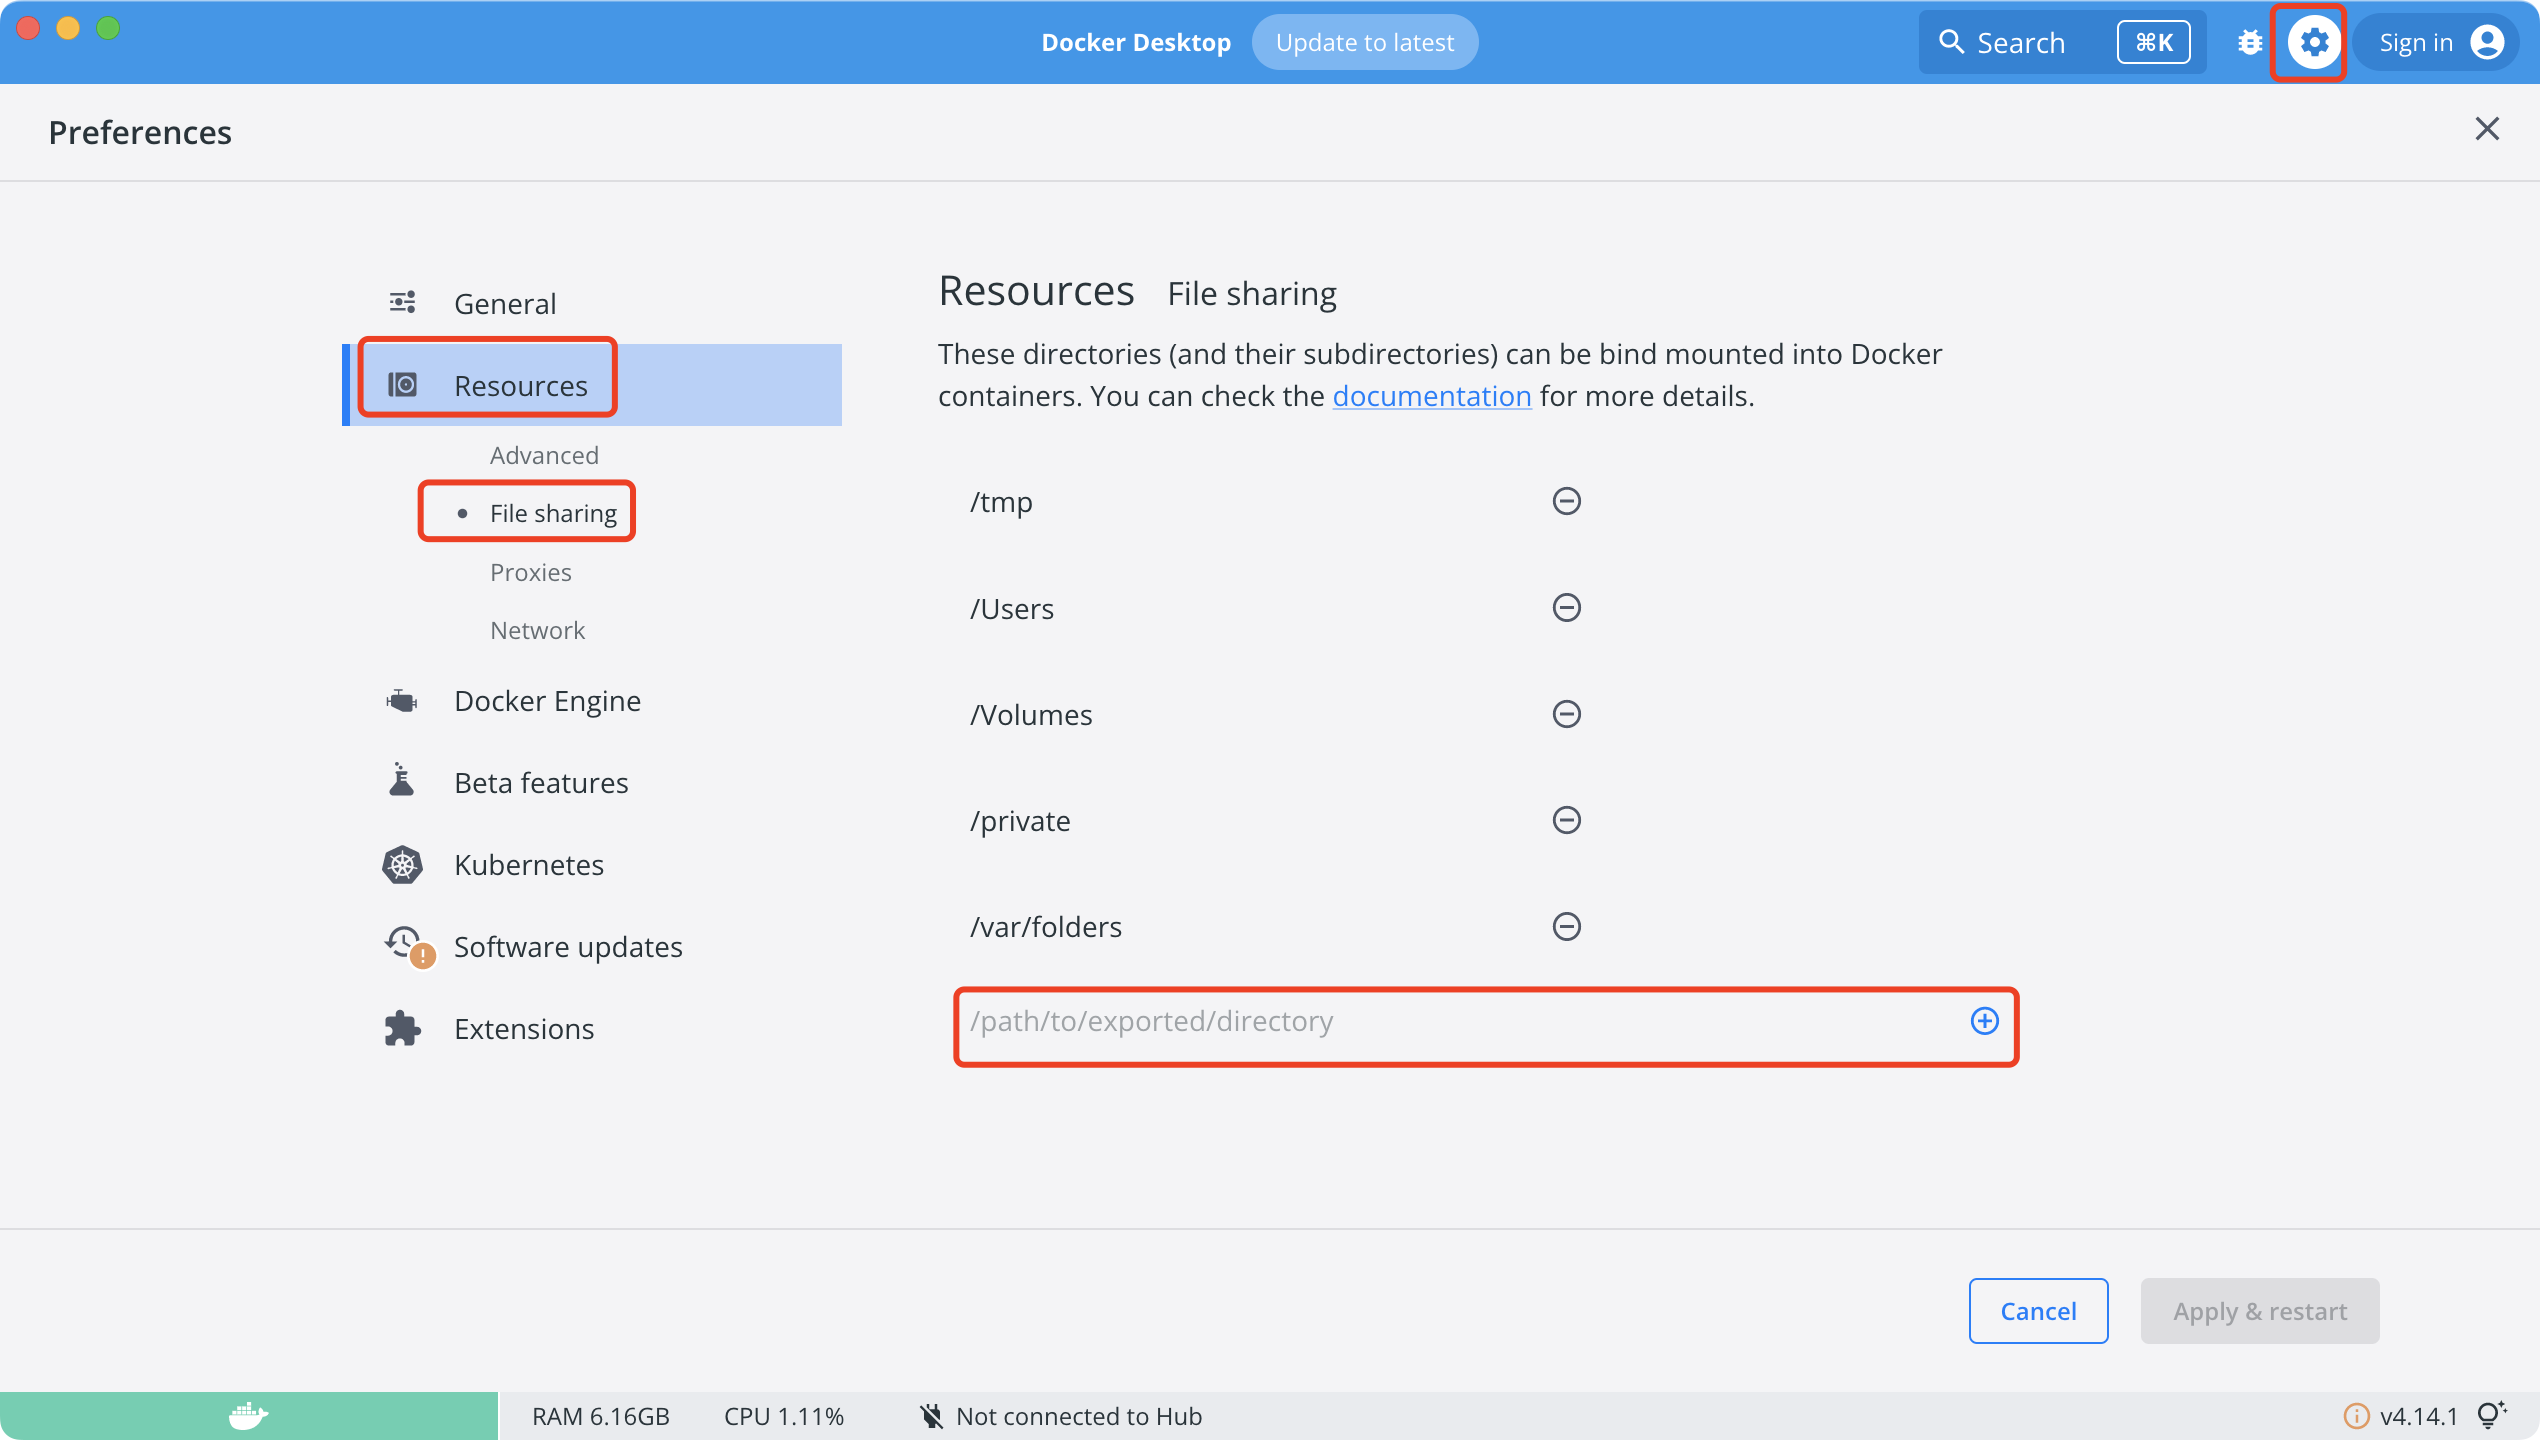 Docker Desktop
Update to latest
Search
⌘K
Sign in
Preferences
General
Resources
Advanced
File sharing
Proxies
Network
Docker Engine
Beta features
Kubernetes
Software updates
Extensions
Resources File sharing
These directories (and their subdirectories) can be bind mounted into Docker
containers. You can check the documentation for more details.
/tmp
/Users
/Volumes
/private
/var/folders
/path/to/exported/directory
Cancel
Apply & restart
RAM 6.16GB
CPU 1.11%
Not connected to Hub
v4.14.1